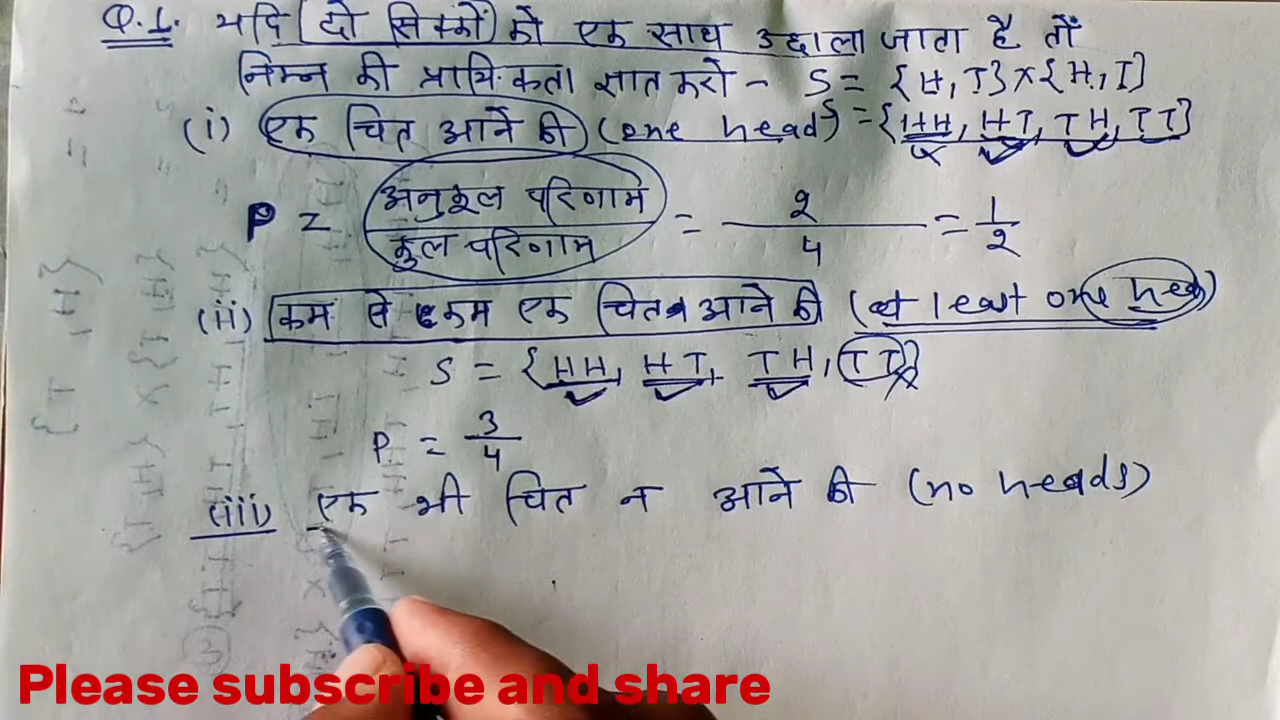 Q.1. यदि दो सिक्कों को एक साथ उछाला जाता है तों
निम्न की प्रायिकता ज्ञात करो - S = {H, T} × {H, T}
(i) एक चित आने की (one head) S = {HH, HT, TH, TT}
P = अनुकूल परिणाम / कुल परिणाम = 2 / 4 = 1 / 2
(ii) कम से कम एक चित आने की (at least one head)
S = {HH, HT, TH, TT}
P = 3 / 4
(iii) एक भी चित न आने की (no heads)
Please subscribe and share